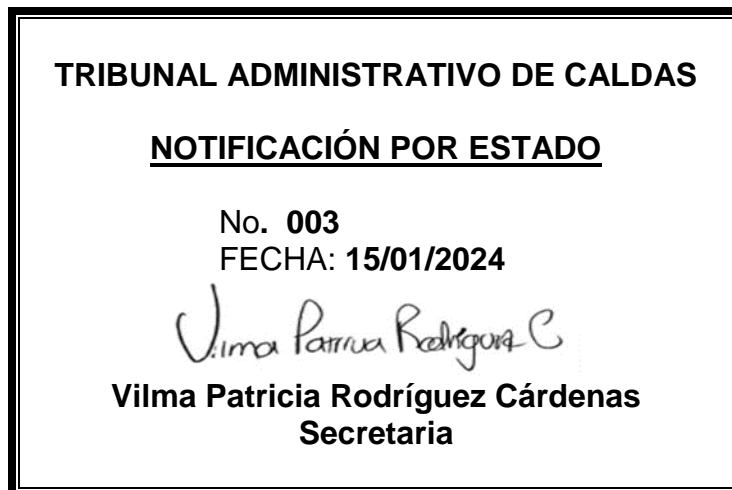 TRIBUNAL ADMINISTRATIVO DE CALDAS
NOTIFICACIÓN POR ESTADO
No. 003
FECHA: 15/01/2024
Vilma Patricia Rodríguez C
Vilma Patricia Rodríguez Cárdenas
Secretaria